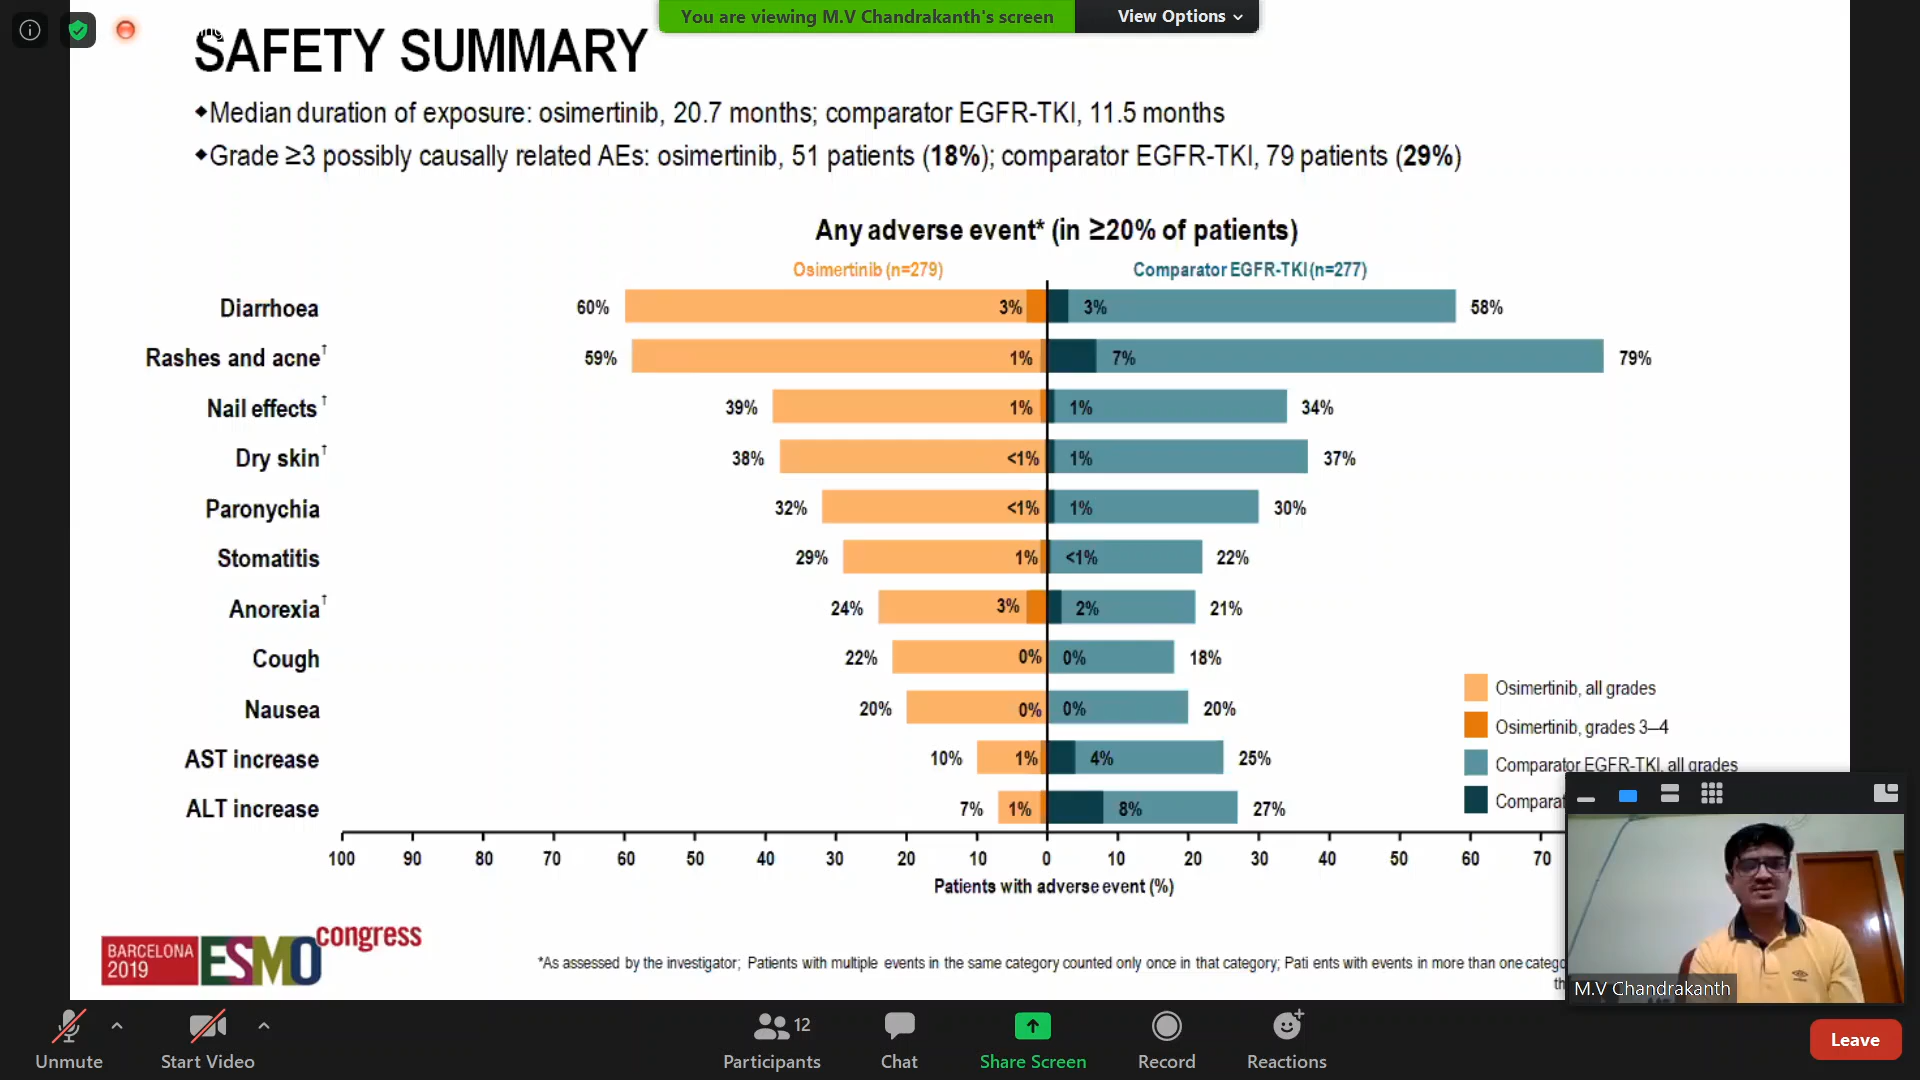 You are viewing M.V Chandrakanth's screen
View Options
SAFETY SUMMARY
◆Median duration of exposure: osimertinib, 20.7 months; comparator EGFR-TKI, 11.5 months
◆Grade ≥3 possibly causally related AEs: osimertinib, 51 patients (18%); comparator EGFR-TKI, 79 patients (29%)
Any adverse event* (in ≥20% of patients)
Osimertinib (n=279) Comparator EGFR-TKI (n=277)
Diarrhoea 60% 3% 3% 58%
Rashes and acne† 59% 1% 7% 79%
Nail effects† 39% 1% 1% 34%
Dry skin† 38% <1% 1% 37%
Paronychia 32% <1% 1% 30%
Stomatitis 29% 1% <1% 22%
Anorexia† 24% 3% 2% 21%
Cough 22% 0% 0% 18%
Nausea 20% 0% 0% 20%
AST increase 10% 1% 4% 25%
ALT increase 7% 1% 8% 27%
100 90 80 70 60 50 40 30 20 10 0 10 20 30 40 50 60 70
Patients with adverse event (%)
Osimertinib, all grades
Osimertinib, grades 3–4
Comparator EGFR-TKI, all grades
BARCELONA
2019
ESMO
congress
*As assessed by the investigator; Patients with multiple events in the same category counted only once in that category; Pati ents with events in more than one
M.V Chandrakanth
Unmute
Start Video
12
Participants
Chat
Share Screen
Record
Reactions
Leave